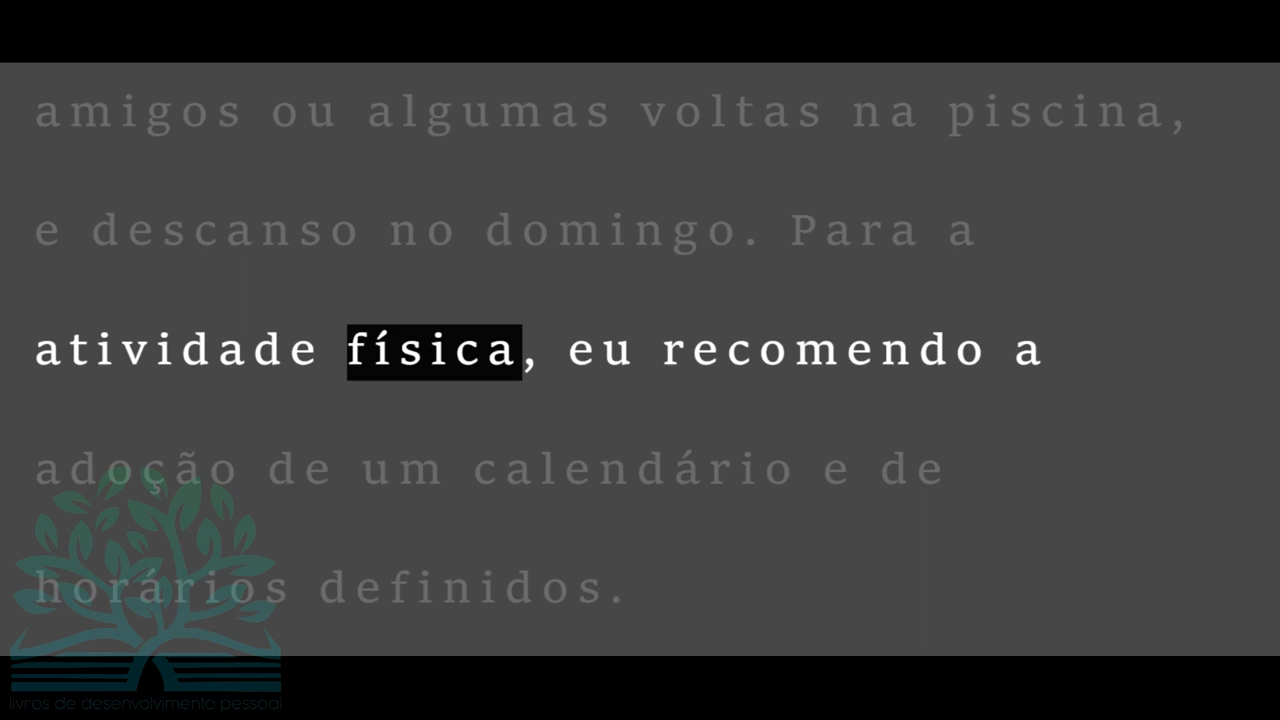 amigos ou algumas voltas na piscina,
e descanso no domingo. Para a
atividade física, eu recomendo a
adoção de um calendário e de
horários definidos.
livros de desenvolvimento pessoal